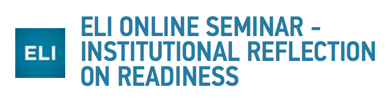 ELI
ELI ONLINE SEMINAR -
INSTITUTIONAL REFLECTION
ON READINESS